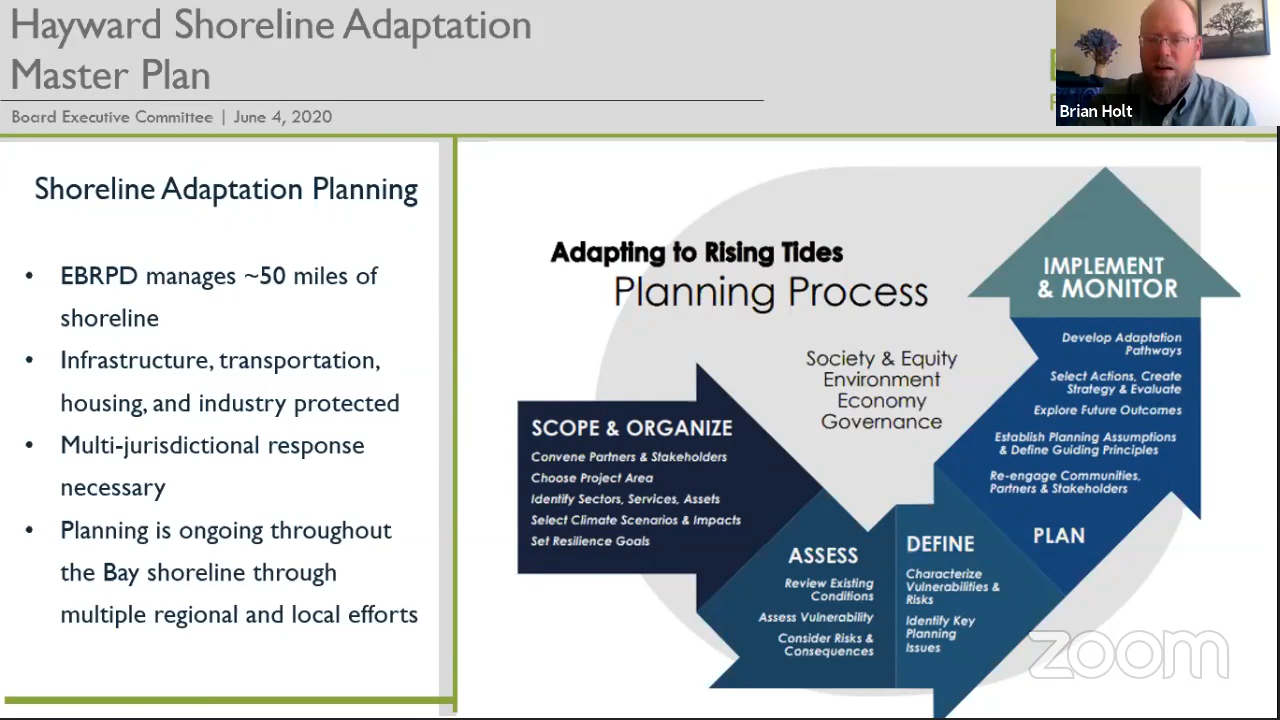 Hayward Shoreline Adaptation
Master Plan
Board Executive Committee | June 4, 2020
Brian Holt
Shoreline Adaptation Planning
• EBRPD manages ~50 miles of
shoreline
• Infrastructure, transportation,
housing, and industry protected
• Multi-jurisdictional response
necessary
• Planning is ongoing throughout
the Bay shoreline through
multiple regional and local efforts
Adapting to Rising Tides
Planning Process
Society & Equity
Environment
Economy
Governance
SCOPE & ORGANIZE
Convene Partners & Stakeholders
Choose Project Area
Identify Sectors, Services, Assets
Select Climate Scenarios & Impacts
Set Resilience Goals
ASSESS
Review Existing
Conditions
Assess Vulnerability
Consider Risks &
Consequences
DEFINE
Characterize
Vulnerabilities &
Risks
Identify Key
Planning
Issues
IMPLEMENT
& MONITOR
Develop Adaptation
Pathways
Select Actions, Create
Strategy & Evaluate
Explore Future Outcomes
Establish Planning Assumptions
& Define Guiding Principles
Re-engage Communities,
Partners & Stakeholders
PLAN
zoom